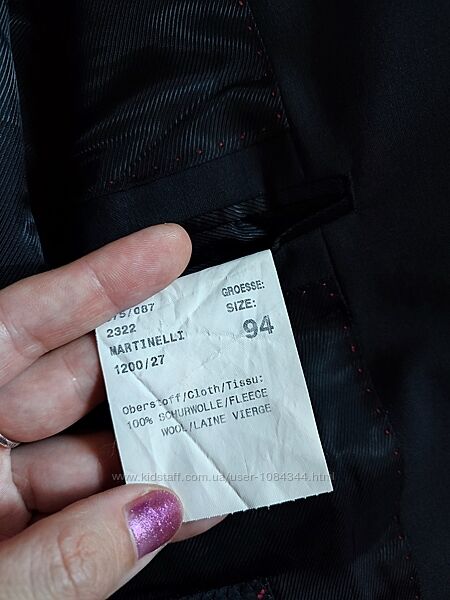 75/087
2322
MARTINELLI
1200/27
GROESSE:
SIZE:
94
Oberstoff/Cloth/Tissu:
100% SCHURWOLLE/FLEECE
WOOL/LAINE VIERGE
www.kidstaff.com.ua/user-1084344.html